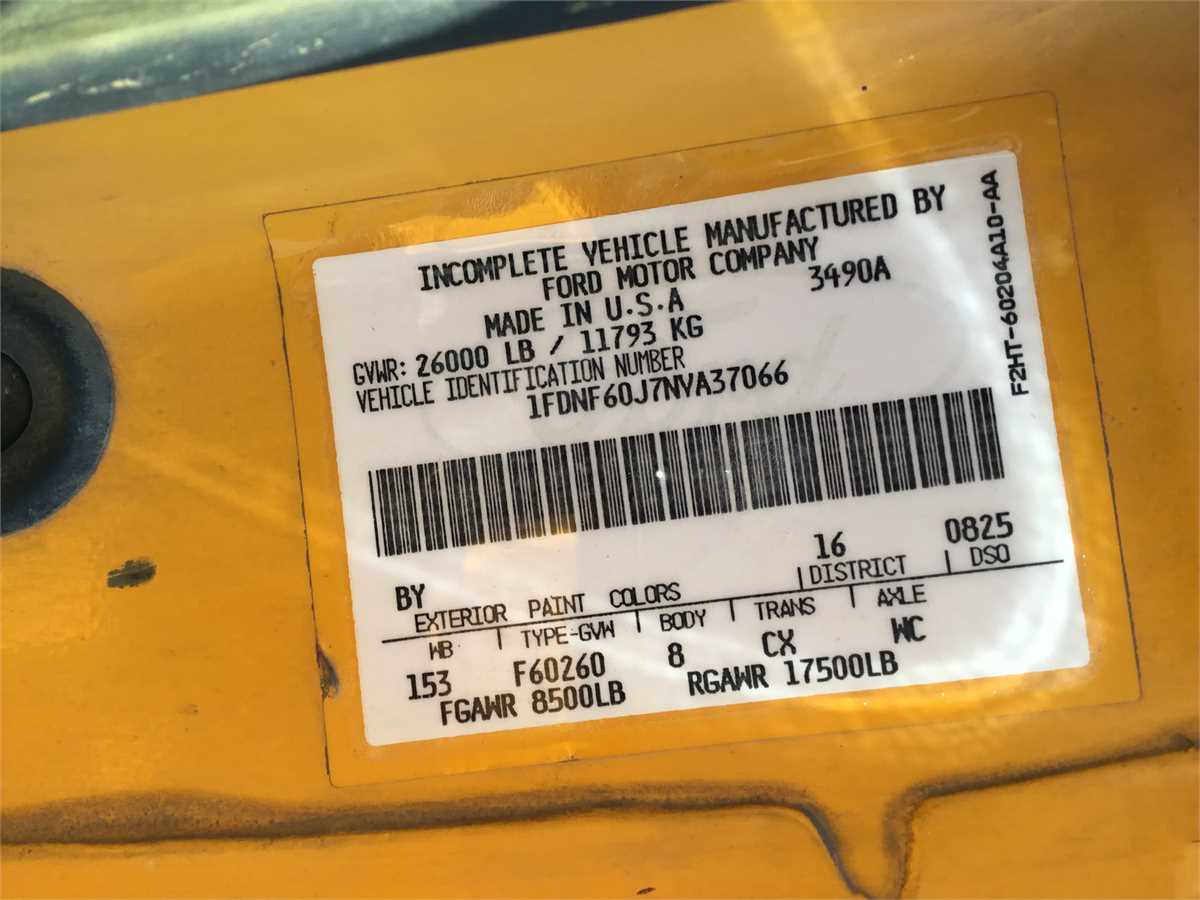 INCOMPLETE VEHICLE MANUFACTURED BY
FORD MOTOR COMPANY
3490A
MADE IN U.S.A
GVWR: 26000 LB / 11793 KG
VEHICLE IDENTIFICATION NUMBER
1FDNF60J7NVA37066
F2HT-60204A10-AA
16 0825
BY DISTRICT DSO
EXTERIOR PAINT COLORS
WB TYPE-GVW BODY TRANS AXLE
153 F60260 8 CX WC
FGAWR 8500LB RGAWR 17500LB